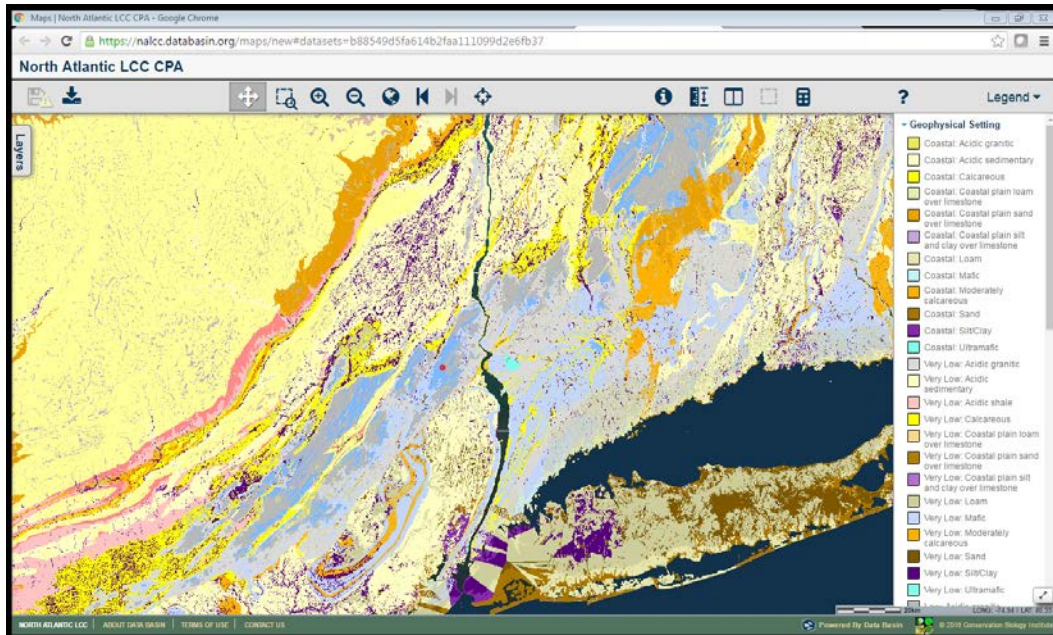 Maps | North Atlantic LCC CPA - Google Chrome
https://nalcc.databasin.org/maps/new#datasets=b88549d5fa614b2faa111099d2e6fb37
North Atlantic LCC CPA
?
Legend
Layers
Geophysical Setting
Coastal: Acidic granitic
Coastal: Acidic sedimentary
Coastal: Calcareous
Coastal: Coastal plain loam
over limestone
Coastal: Coastal plain sand
over limestone
Coastal: Coastal plain silt
and clay over limestone
Coastal: Loam
Coastal: Mafic
Coastal: Moderately
calcareous
Coastal: Sand
Coastal: Silt/Clay
Coastal: Ultramafic
Very Low: Acidic granitic
Very Low: Acidic
sedimentary
Very Low: Acidic shale
Very Low: Calcareous
Very Low: Coastal plain loam
over limestone
Very Low: Coastal plain sand
over limestone
Very Low: Coastal plain silt
and clay over limestone
Very Low: Loam
Very Low: Mafic
Very Low: Moderately
calcareous
Very Low: Sand
Very Low: Silt/Clay
Very Low: Ultramafic
20km
NORTH ATLANTIC LCC | ABOUT DATA BASIN | TERMS OF USE | CONTACT US
Powered By Data Basin
© 2016 Conservation Biology Institute